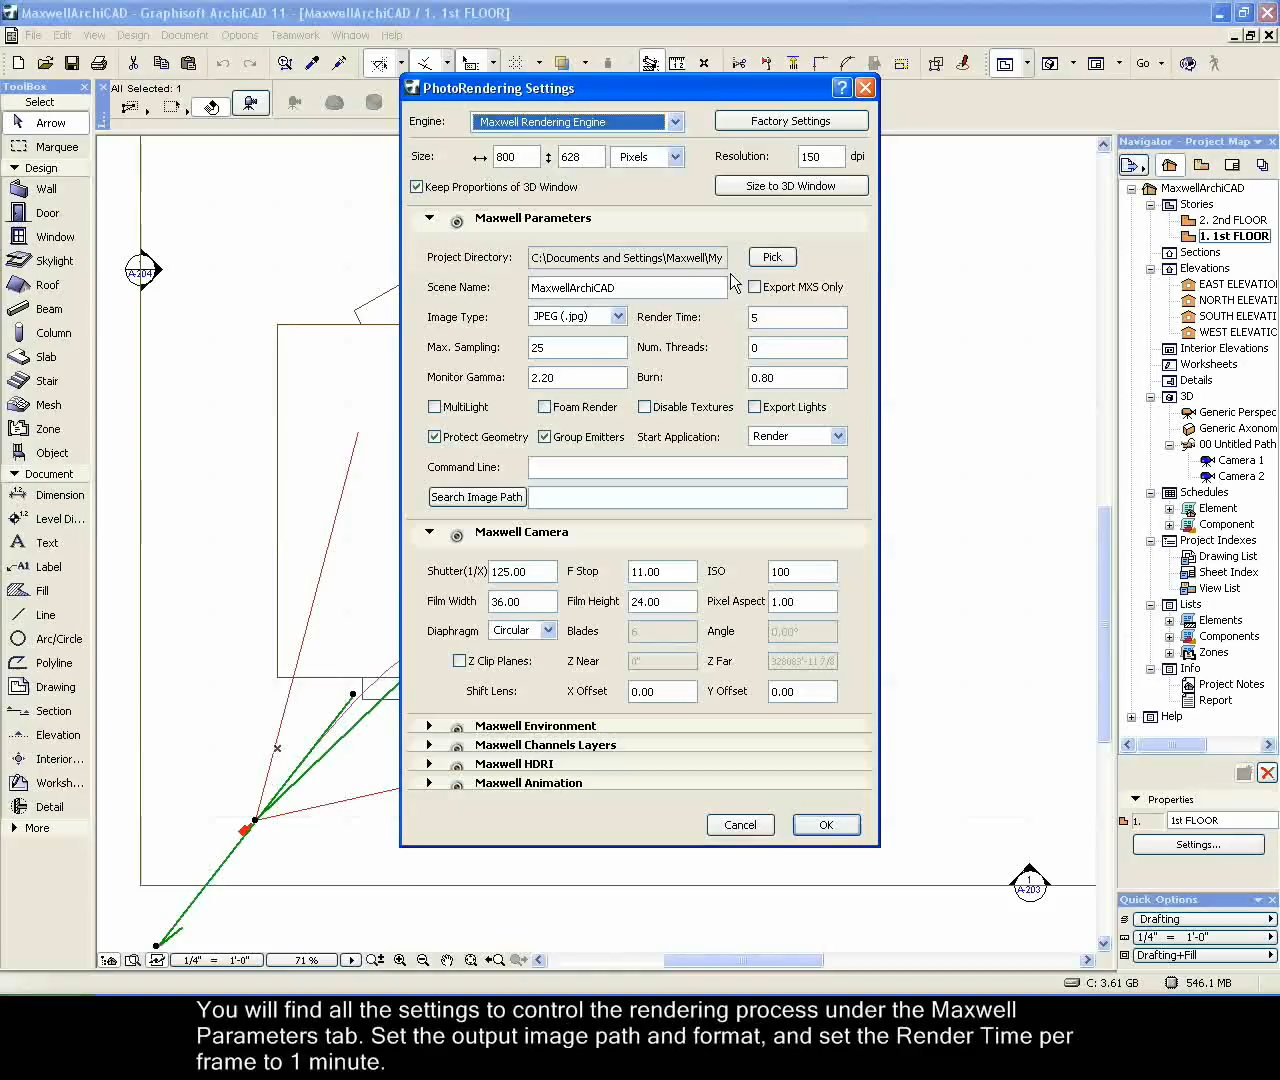 MaxwellArchiCAD - Graphisoft ArchiCAD 11 - [MaxwellArchiCAD / 1. 1st FLOOR]
File Edit View Design Document Options Teamwork Window Help
Go
ToolBox
Select
Arrow
Marquee
Design
Wall
Door
Window
Skylight
Roof
Beam
Column
Slab
Stair
Mesh
Zone
Object
Document
Dimension
Level Di...
Text
Label
Fill
Line
Arc/Circle
Polyline
Drawing
Section
Elevation
Interior...
Worksh...
Detail
More
All Selected: 1
A-204
PhotoRendering Settings
Engine: Maxwell Rendering Engine Factory Settings
Size: 800 628 Pixels Resolution: 150 dpi
Keep Proportions of 3D Window Size to 3D Window
Maxwell Parameters
Project Directory: C:\Documents and Settings\Maxwell\My Pick
Scene Name: MaxwellArchiCAD Export MXS Only
Image Type: JPEG (.jpg) Render Time: 5
Max. Sampling: 25 Num. Threads: 0
Monitor Gamma: 2.20 Burn: 0.80
MultiLight Foam Render Disable Textures Export Lights
Protect Geometry Group Emitters Start Application: Render
Command Line:
Search Image Path
Maxwell Camera
Shutter(1/X) 125.00 F Stop 11.00 ISO 100
Film Width 36.00 Film Height 24.00 Pixel Aspect 1.00
Diaphragm Circular Blades 6 Angle 0.00°
Z Clip Planes: Z Near 0" Z Far 328083'-11 7/8
Shift Lens: X Offset 0.00 Y Offset 0.00
Maxwell Environment
Maxwell Channels Layers
Maxwell HDRI
Maxwell Animation
Cancel OK
1
A-203
1/4" = 1'-0" 71 %
Navigator - Project Map
MaxwellArchiCAD
Stories
2. 2nd FLOOR
1. 1st FLOOR
Sections
Elevations
EAST ELEVATIO
NORTH ELEVATI
SOUTH ELEVATI
WEST ELEVATIO
Interior Elevations
Worksheets
Details
3D
Generic Perspec
Generic Axonom
00 Untitled Path
Camera 1
Camera 2
Schedules
Element
Component
Project Indexes
Drawing List
Sheet Index
View List
Lists
Elements
Components
Zones
Info
Project Notes
Report
Help
Properties
1. 1st FLOOR
Settings...
Quick Options
Drafting
1/4" = 1'-0"
Drafting+Fill
C: 3.61 GB 546.1 MB
You will find all the settings to control the rendering process under the Maxwell
Parameters tab. Set the output image path and format, and set the Render Time per
frame to 1 minute.